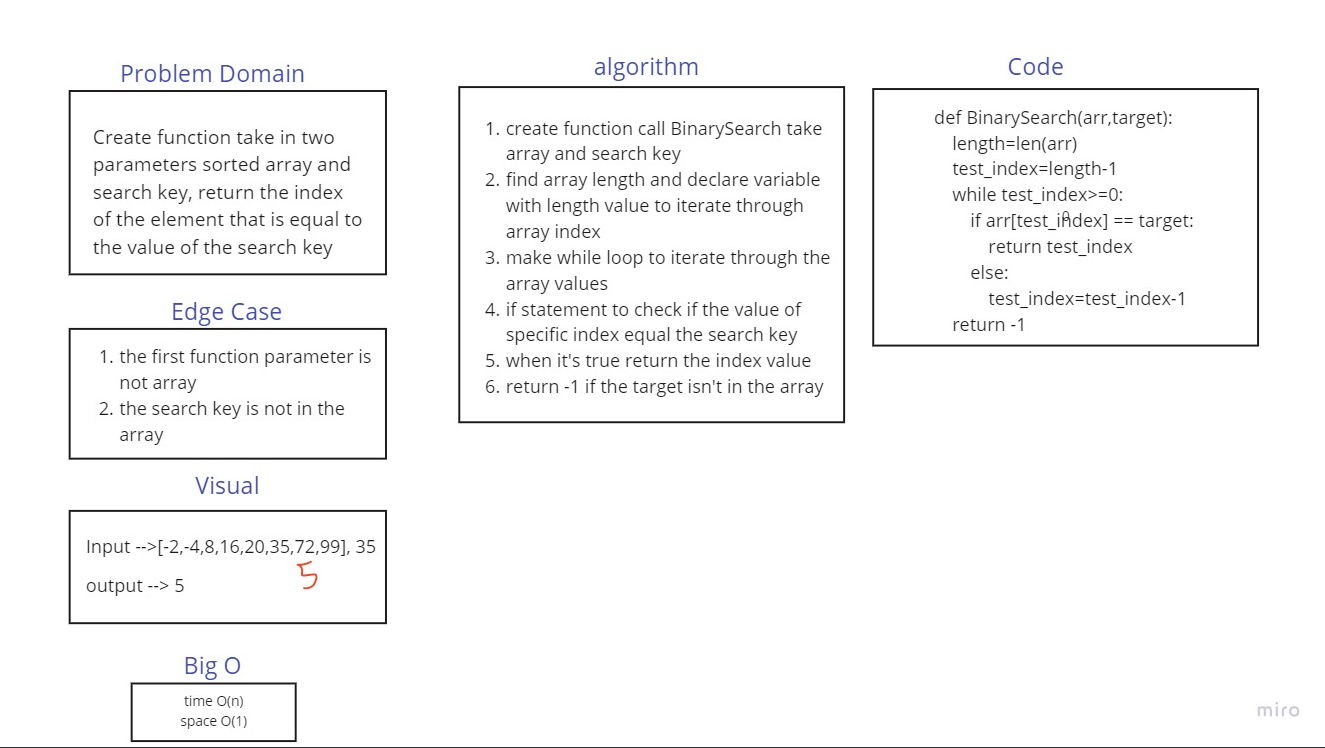 Problem Domain
Create function take in two
parameters sorted array and
search key, return the index
of the element that is equal to
the value of the search key
Edge Case
1. the first function parameter is
not array
2. the search key is not in the
array
Visual
Input -->[-2,-4,8,16,20,35,72,99], 35
5
output --> 5
Big O
time O(n)
space O(1)
algorithm
1. create function call BinarySearch take
array and search key
2. find array length and declare variable
with length value to iterate through
array index
3. make while loop to iterate through the
array values
4. if statement to check if the value of
specific index equal the search key
5. when it's true return the index value
6. return -1 if the target isn't in the array
Code
def BinarySearch(arr,target):
length=len(arr)
test_index=length-1
while test_index>=0:
if arr[test_index] == target:
return test_index
else:
test_index=test_index-1
return -1
miro